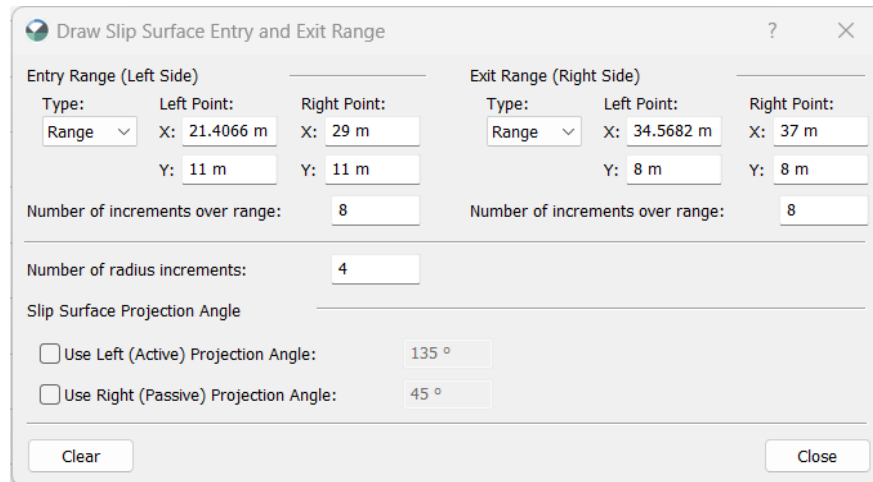 Draw Slip Surface Entry and Exit Range ?
Entry Range (Left Side)
Type: Left Point: Right Point:
Range X: 21.4066 m X: 29 m
Y: 11 m Y: 11 m
Number of increments over range: 8
Exit Range (Right Side)
Type: Left Point: Right Point:
Range X: 34.5682 m X: 37 m
Y: 8 m Y: 8 m
Number of increments over range: 8
Number of radius increments: 4
Slip Surface Projection Angle
Use Left (Active) Projection Angle: 135 º
Use Right (Passive) Projection Angle: 45 º
Clear Close